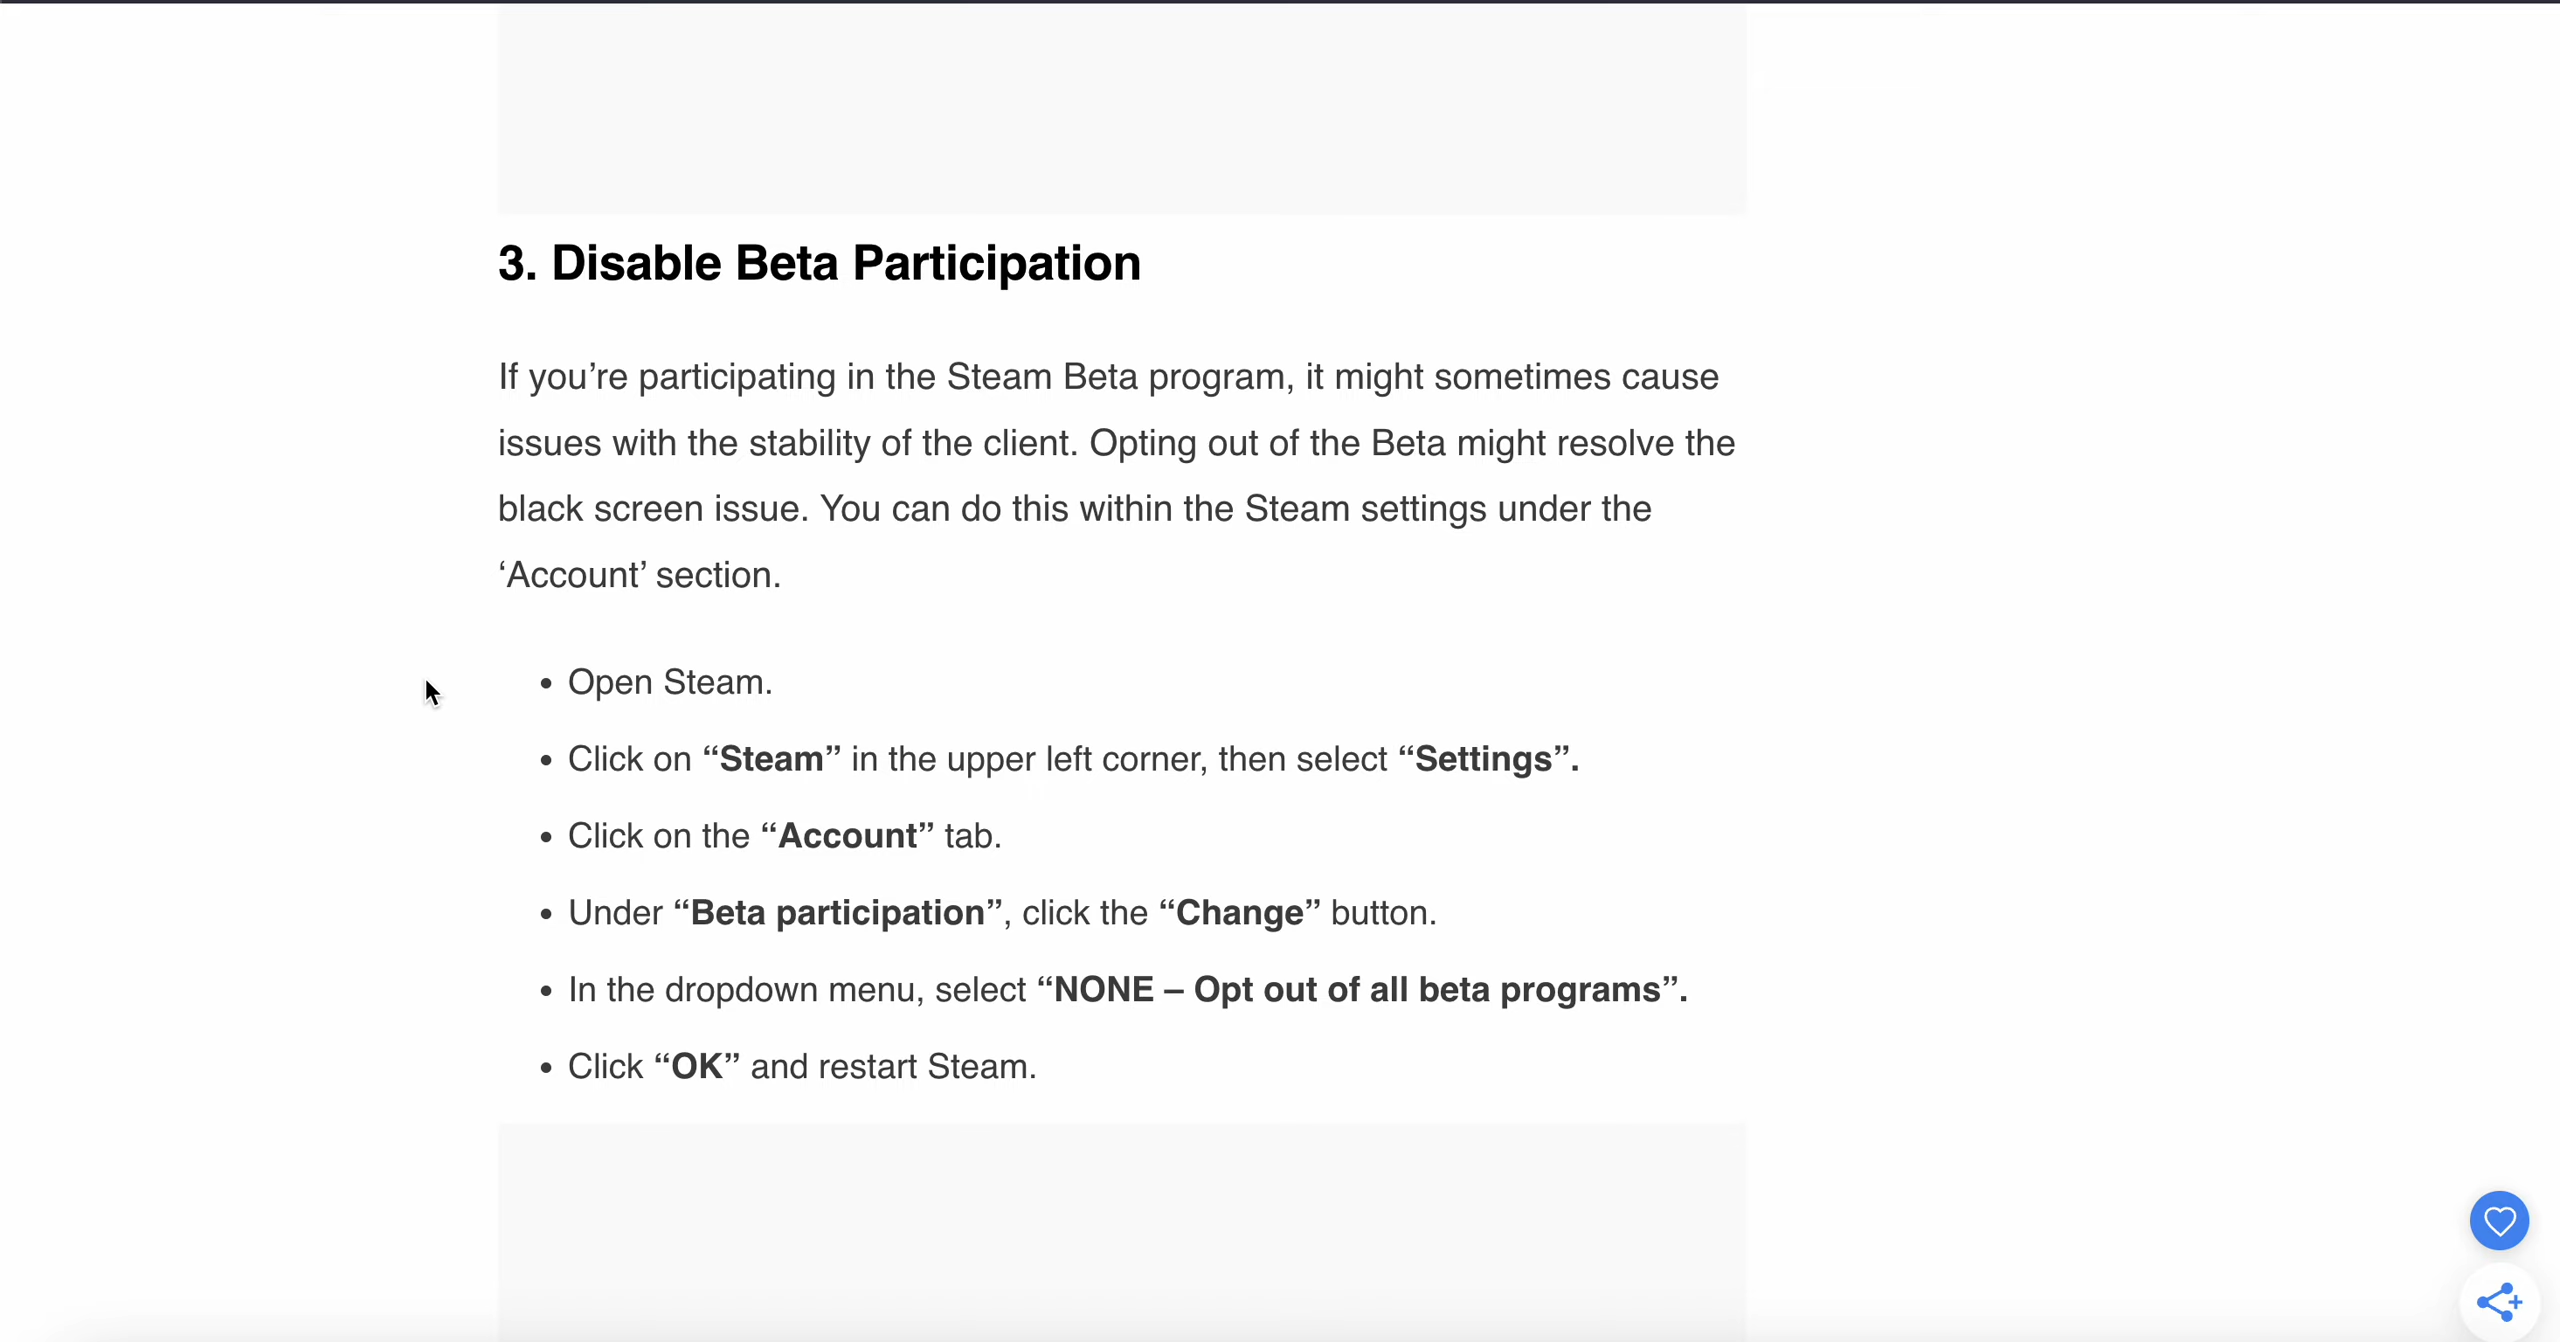 3. Disable Beta Participation
If you’re participating in the Steam Beta program, it might sometimes cause
issues with the stability of the client. Opting out of the Beta might resolve the
black screen issue. You can do this within the Steam settings under the
‘Account’ section.
• Open Steam.
• Click on “Steam” in the upper left corner, then select “Settings”.
• Click on the “Account” tab.
• Under “Beta participation”, click the “Change” button.
• In the dropdown menu, select “NONE – Opt out of all beta programs”.
• Click “OK” and restart Steam.